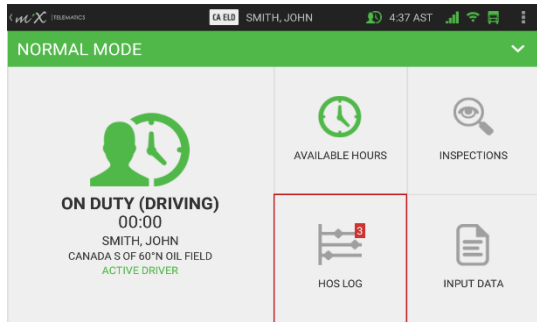 m'X TELEMATICS CA ELD SMITH, JOHN 4:37 AST
NORMAL MODE
ON DUTY (DRIVING)
00:00
SMITH, JOHN
CANADA S OF 60°N OIL FIELD
ACTIVE DRIVER
AVAILABLE HOURS
INSPECTIONS
3
HOS LOG
INPUT DATA